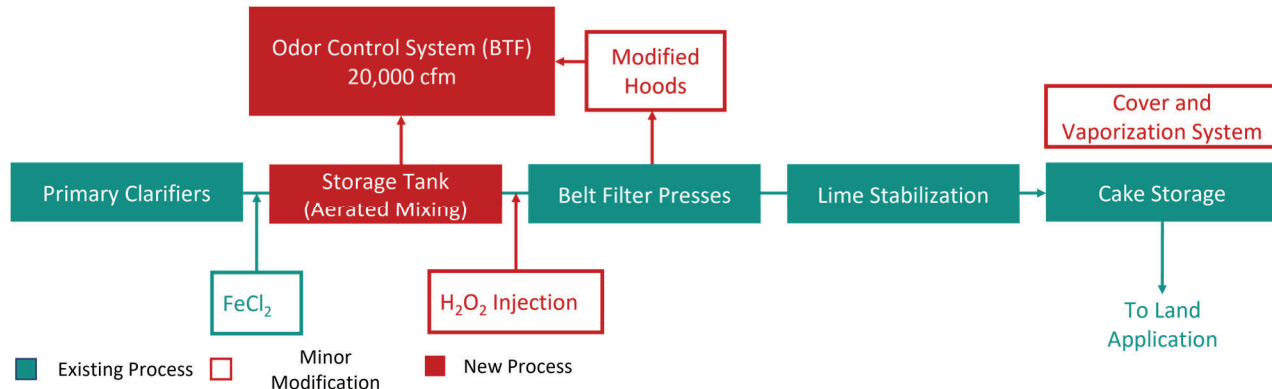 Odor Control System (BTF)
20,000 cfm
Modified
Hoods
Cover and
Vaporization System
Primary Clarifiers
Storage Tank
(Aerated Mixing)
Belt Filter Presses
Lime Stabilization
Cake Storage
FeCl₂
H₂O₂ Injection
To Land
Application
Existing Process
Minor
Modification
New Process